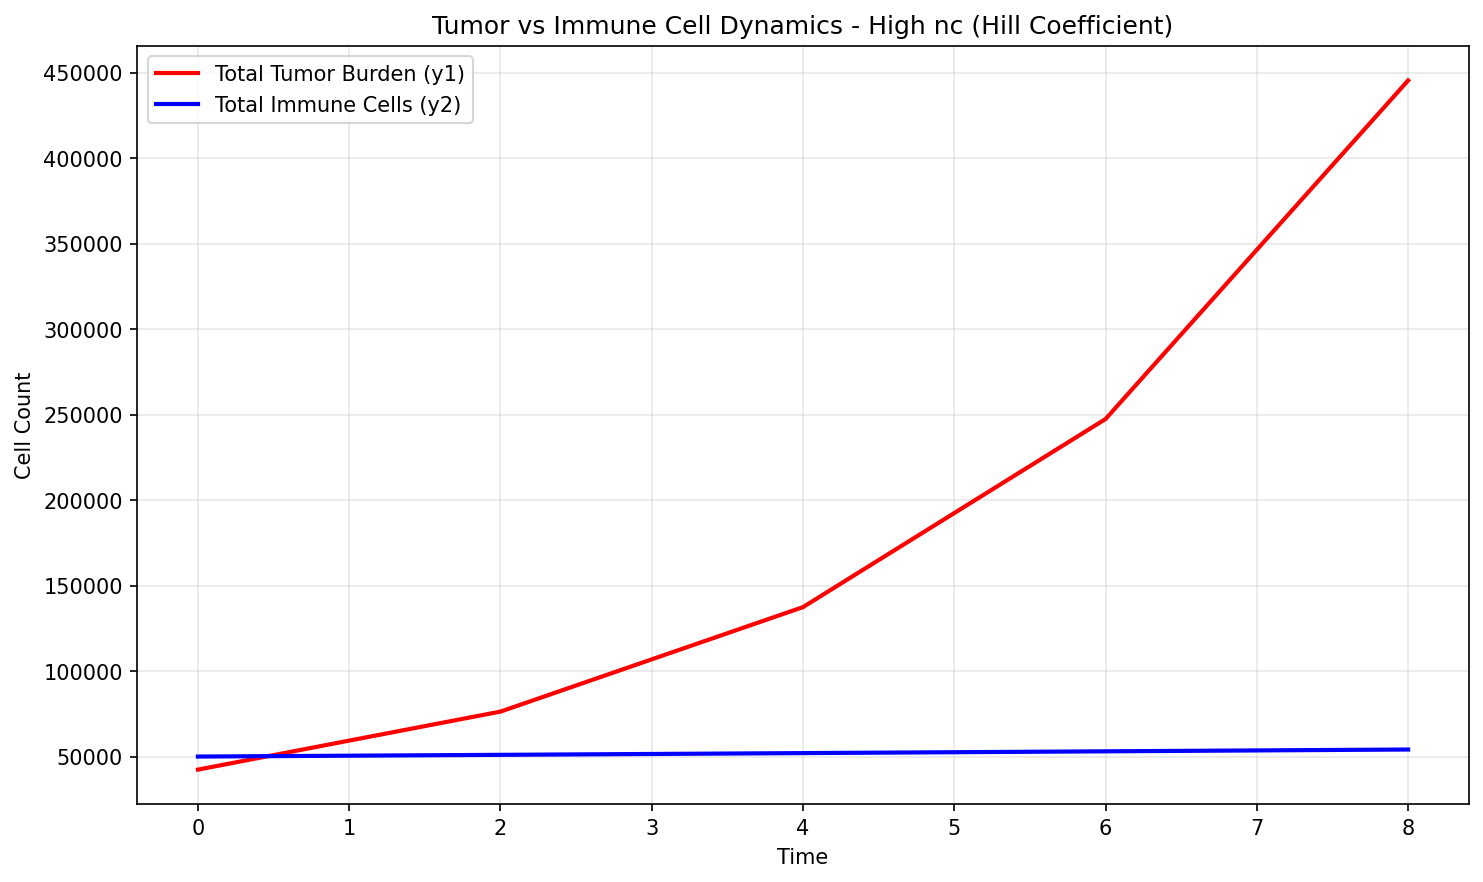 Tumor vs Immune Cell Dynamics - High nc (Hill Coefficient)
Total Tumor Burden (y1)
Total Immune Cells (y2)
450000
400000
350000
300000
250000
200000
150000
100000
50000
Cell Count
0 1 2 3 4 5 6 7 8
Time